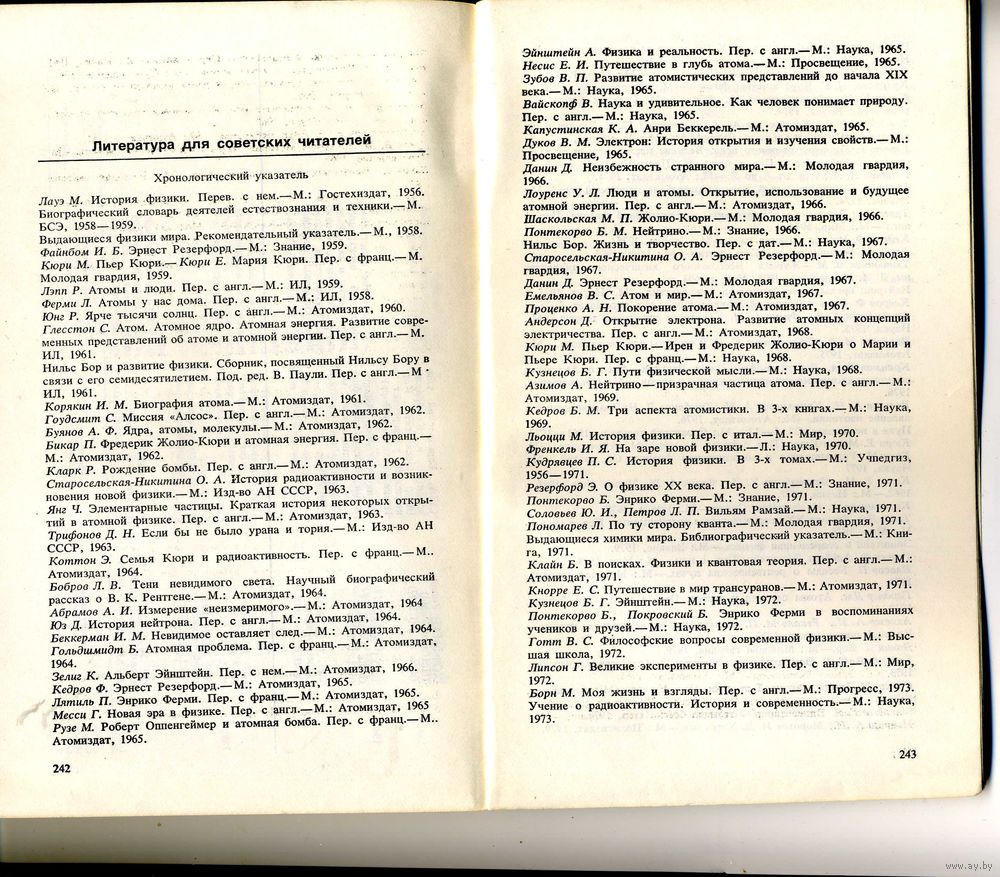 Литература для советских читателей
Хронологический указатель
Лауэ М. История физики. Перев. с нем.—М.: Гостехиздат, 1956.
Биографический словарь деятелей естествознания и техники.—М.
БСЭ, 1958—1959.
Выдающиеся физики мира. Рекомендательный указатель.—М., 1958.
Файнбойм И. Б. Эрнест Резерфорд.—М.: Знание, 1959.
Кюри М. Пьер Кюри.—Кюри Е. Мария Кюри. Пер. с франц.—М.
Молодая гвардия, 1959.
Лэпп Р. Атомы и люди. Пер. с англ.—М.: ИЛ, 1959.
Ферми Л. Атомы у нас дома. Пер. с англ.—М.: ИЛ, 1958.
Юнг Р. Ярче тысячи солнц. Пер. с англ.—М.: Атомиздат, 1960.
Глесстон С. Атом. Атомное ядро. Атомная энергия. Развитие совре-
менных представлений об атоме и атомной энергии. Пер. с англ.—М.
ИЛ, 1961.
Нильс Бор и развитие физики. Сборник, посвященный Нильсу Бору в
связи с его семидесятилетием. Под. ред. В. Паули. Пер. с англ.—М
ИЛ, 1961.
Корякин И. М. Биография атома.—М.: Атомиздат, 1961.
Гоудсмит С. Миссия «Алсос». Пер. с англ.—М.: Атомиздат, 1962.
Буянов А. Ф. Ядра, атомы, молекулы.—М.: Атомиздат, 1962.
Бикар П. Фредерик Жолио-Кюри и атомная энергия. Пер. с франц.—
М.: Атомиздат, 1962.
Кларк Р. Рождение бомбы. Пер. с англ.—М.: Атомиздат, 1962.
Старосельская-Никитина О. А. История радиоактивности и возник-
новения новой физики.—М.: Изд-во АН СССР, 1963.
Янг Ч. Элементарные частицы. Краткая история некоторых откры-
тий в атомной физике. Пер. с англ.—М.: Атомиздат, 1963.
Трифонов Д. Н. Если бы не было урана и тория.—М.: Изд-во АН
СССР, 1963.
Коттон Э. Семья Кюри и радиоактивность. Пер. с франц.—М..
Атомиздат, 1964.
Бобров Л. В. Тени невидимого света. Научный биографический
рассказ о В. К. Рентгене.—М.: Атомиздат, 1964.
Абрамов А. И. Измерение «неизмеримого».—М.: Атомиздат, 1964
Юз Д. История нейтрона. Пер. с англ.—М.: Атомиздат, 1964.
Беккерман И. М. Невидимое оставляет след.—М.: Атомиздат, 1964.
Гольдшмидт Б. Атомная проблема. Пер. с франц.—М.: Атомиздат,
1964.
Зелиг К. Альберт Эйнштейн. Пер. с нем.—М.: Атомиздат, 1966.
Кедров Ф. Эрнест Резерфорд.—М.: Атомиздат, 1965.
Лятиль П. Энрико Ферми. Пер. с франц.—М.: Атомиздат, 1965.
Месси Г. Новая эра в физике. Пер. с англ.—М.: Атомиздат, 1965
Рузе М. Роберт Оппенгеймер и атомная бомба. Пер. с франц.—М..
Атомиздат, 1965.
242
Эйнштейн А. Физика и реальность. Пер. с англ.—М.: Наука, 1965.
Несис Е. И. Путешествие в глубь атома.—М.: Просвещение, 1965.
Зубов В. П. Развитие атомистических представлений до начала XIX
века.—М.: Наука, 1965.
Вайскопф В. Наука и удивительное. Как человек понимает природу.
Пер. с англ.—М.: Наука, 1965.
Капустинская К. А. Анри Беккерель.—М.: Атомиздат, 1965.
Дуков В. М. Электрон: История открытия и изучения свойств.—М.:
Просвещение, 1965.
Данин Д. Неизбежность странного мира.—М.: Молодая гвардия,
1966.
Лоуренс У. Л. Люди и атомы. Открытие, использование и будущее
атомной энергии. Пер. с англ.—М.: Атомиздат, 1966.
Шаскольская М. П. Жолио-Кюри.—М.: Молодая гвардия, 1966.
Понтекорво Б. М. Нейтрино.—М.: Знание, 1966.
Нильс Бор. Жизнь и творчество. Пер. с дат.—М.: Наука, 1967.
Старосельская-Никитина О. А. Эрнест Резерфорд.—М.: Молодая
гвардия, 1967.
Данин Д. Эрнест Резерфорд.—М.: Молодая гвардия, 1967.
Емельянов В. С. Атом и мир.—М.: Атомиздат, 1967.
Проценко А. Н. Покорение атома.—М.: Атомиздат, 1967.
Андерсон Д. Открытие электрона. Развитие атомных концепций
электричества. Пер. с англ.—М.: Атомиздат, 1968.
Кюри М. Пьер Кюри.—Ирен и Фредерик Жолио-Кюри о Марии и
Пьере Кюри. Пер. с франц.—М.: Наука, 1968.
Кузнецов Б. Г. Пути физической мысли.—М.: Наука, 1968.
Азимов А. Нейтрино—призрачная частица атома. Пер. с англ.—М.:
Атомиздат, 1969.
Кедров Б. М. Три аспекта атомистики. В 3-х книгах.—М.: Наука,
1969.
Льоцци М. История физики. Пер. с итал.—М.: Мир, 1970.
Френкель И. Я. На заре новой физики.—Л.: Наука, 1970.
Кудрявцев П. С. История физики. В 3-х томах.—М.: Учпедгиз,
1956—1971.
Резерфорд Э. О физике XX века. Пер. с англ.—М.: Знание, 1971.
Понтекорво Б. Энрико Ферми.—М.: Знание, 1971.
Соловьев Ю. И., Петров Л. П. Вильям Рамзай.—М.: Наука, 1971.
Пономарев Л. По ту сторону кванта.—М.: Молодая гвардия, 1971.
Выдающиеся химики мира. Библиографический указатель.—М.: Кни-
га, 1971.
Клайн Б. В поисках. Физики и квантовая теория. Пер. с англ.—М.:
Атомиздат, 1971.
Кнорре Е. С. Путешествие в мир трансуранов.—М.: Атомиздат, 1971.
Кузнецов Б. Г. Эйнштейн.—М.: Наука, 1972.
Понтекорво Б., Покровский Б. Энрико Ферми в воспоминаниях
учеников и друзей.—М.: Наука, 1972.
Готт В. С. Философские вопросы современной физики.—М.: Выс-
шая школа, 1972.
Липсон Г. Великие эксперименты в физике. Пер. с англ.—М.: Мир,
1972.
Борн М. Моя жизнь и взгляды. Пер. с англ.—М.: Прогресс, 1973.
Учение о радиоактивности. История и современность.—М.: Наука,
1973.
243
www.ay.by